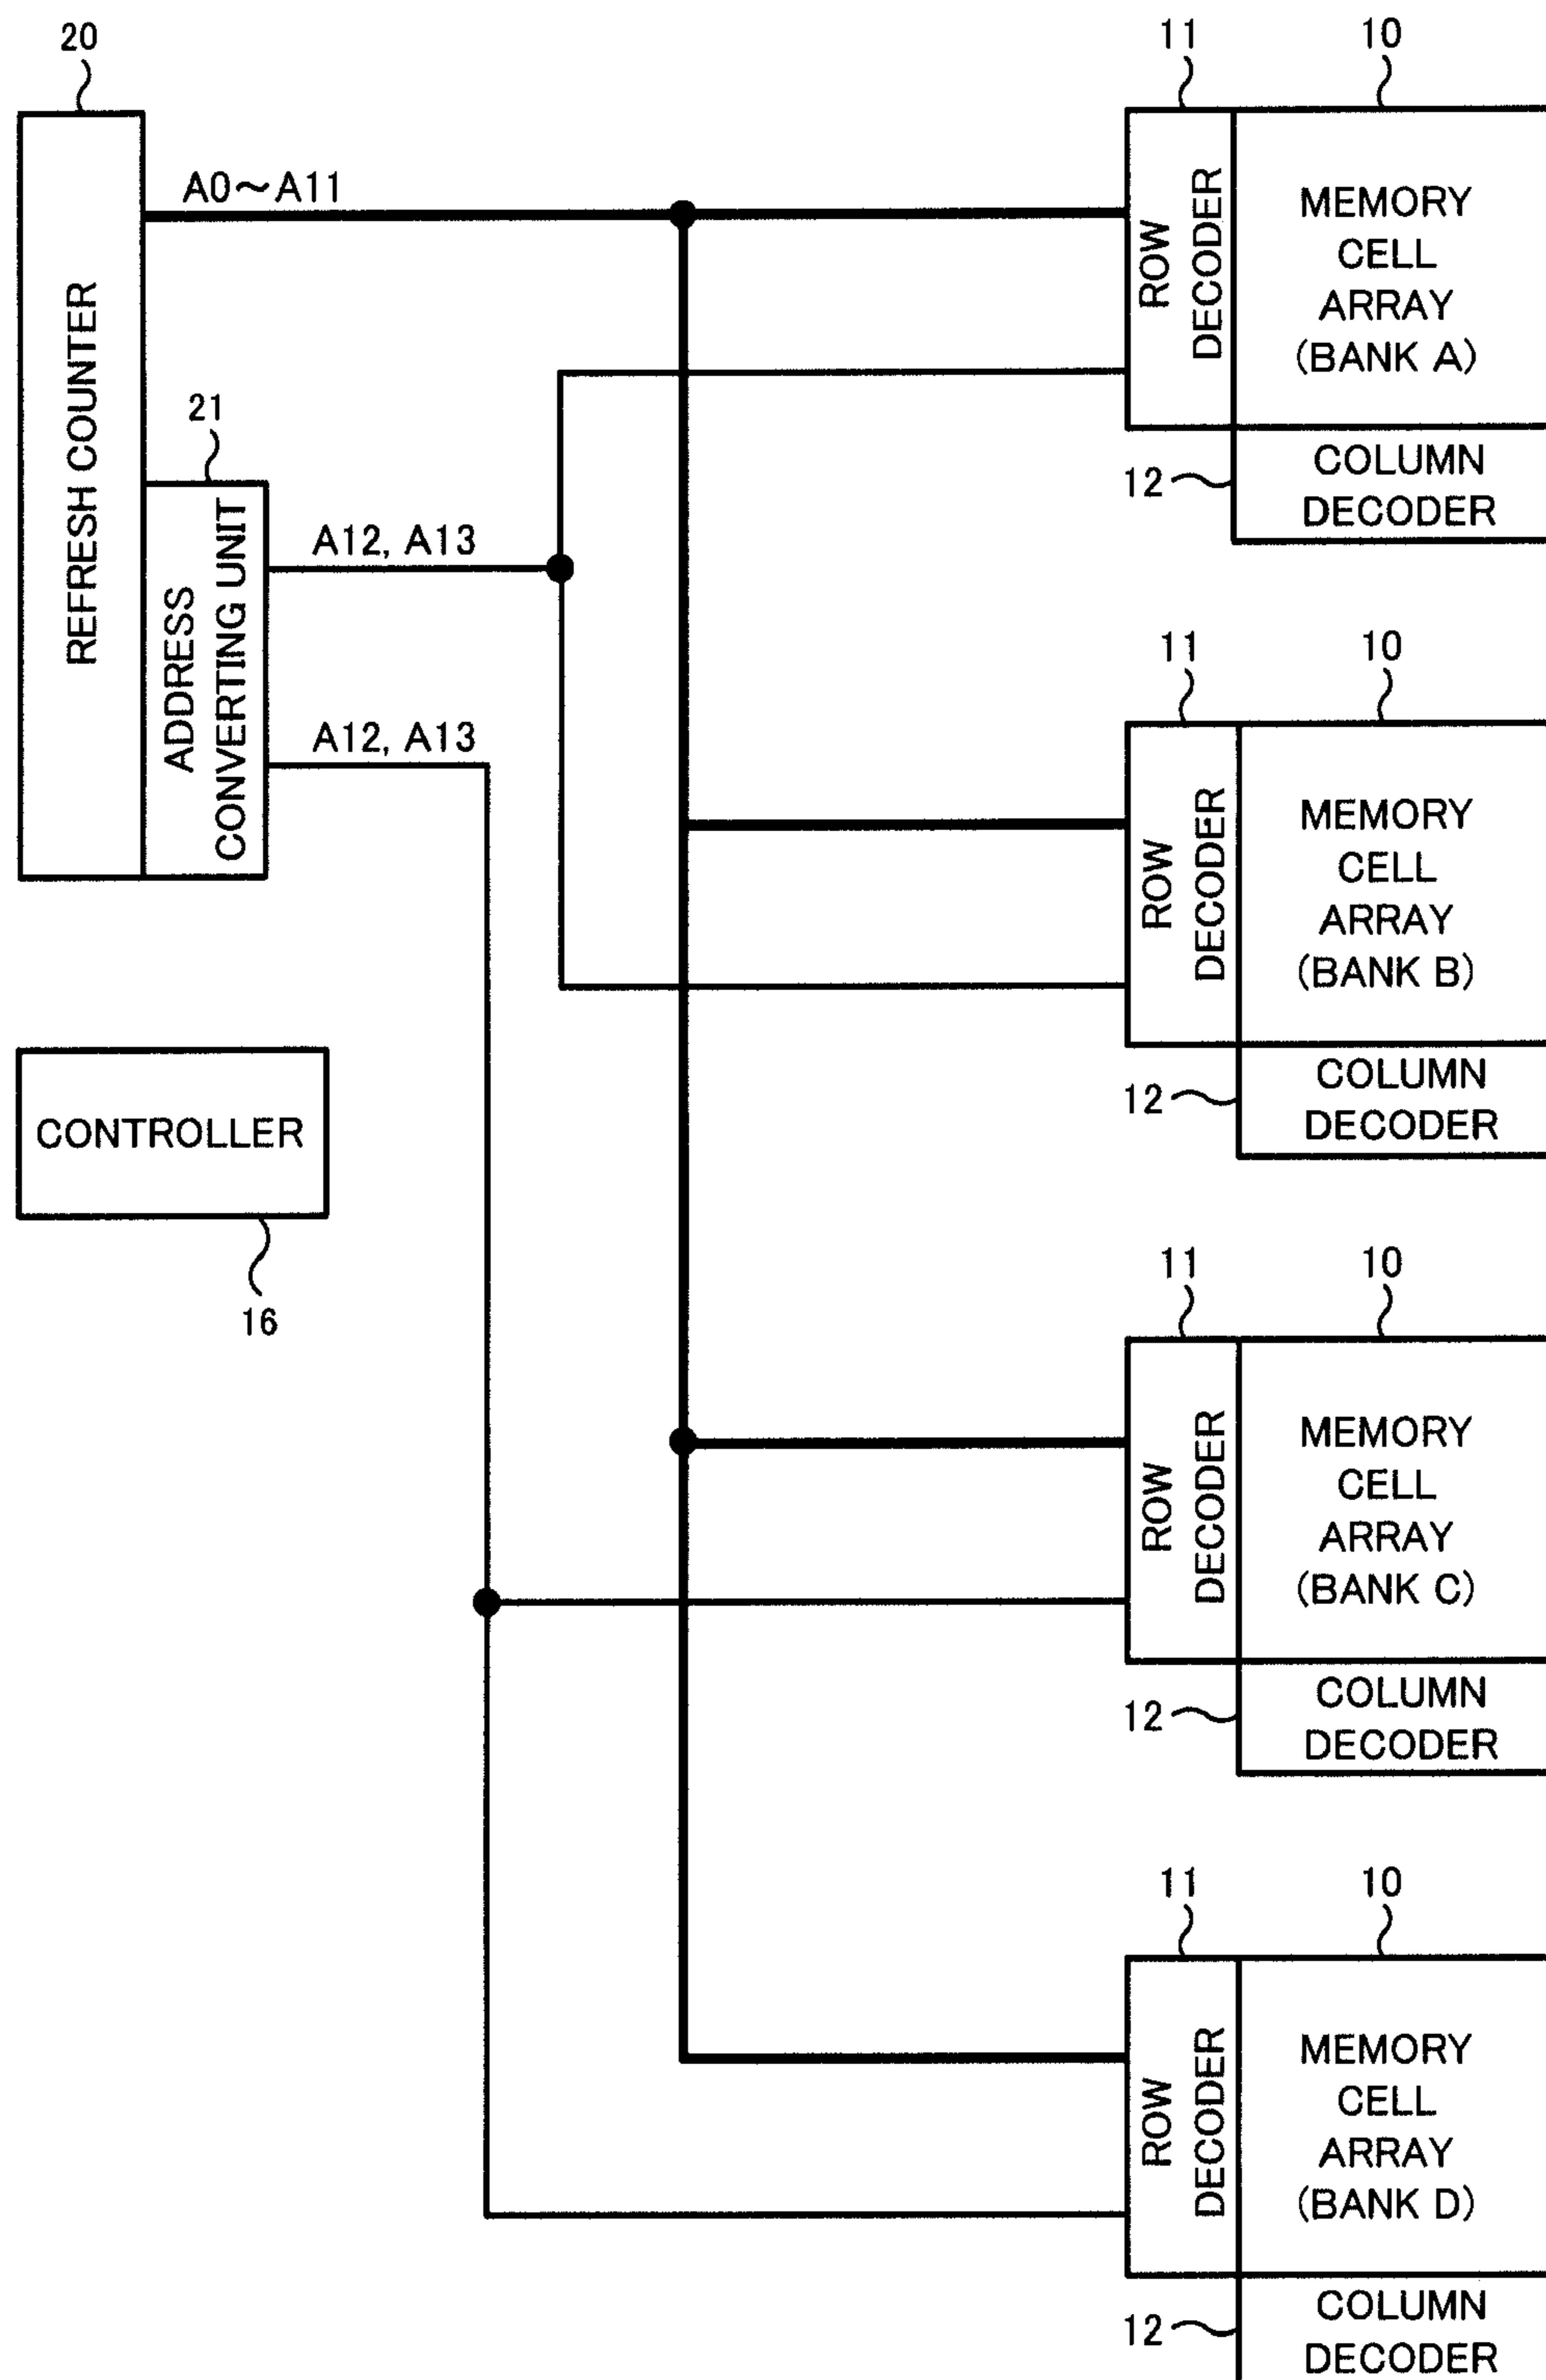 20
11
10
A0~A11
REFRESH COUNTER
ROW
DECODER
MEMORY
CELL
ARRAY
(BANK A)
21
12
COLUMN
DECODER
ADDRESS
CONVERTING UNIT
A12, A13
A12, A13
11
10
ROW
DECODER
MEMORY
CELL
ARRAY
(BANK B)
12
COLUMN
DECODER
CONTROLLER
16
11
10
ROW
DECODER
MEMORY
CELL
ARRAY
(BANK C)
12
COLUMN
DECODER
11
10
ROW
DECODER
MEMORY
CELL
ARRAY
(BANK D)
12
COLUMN
DECODER